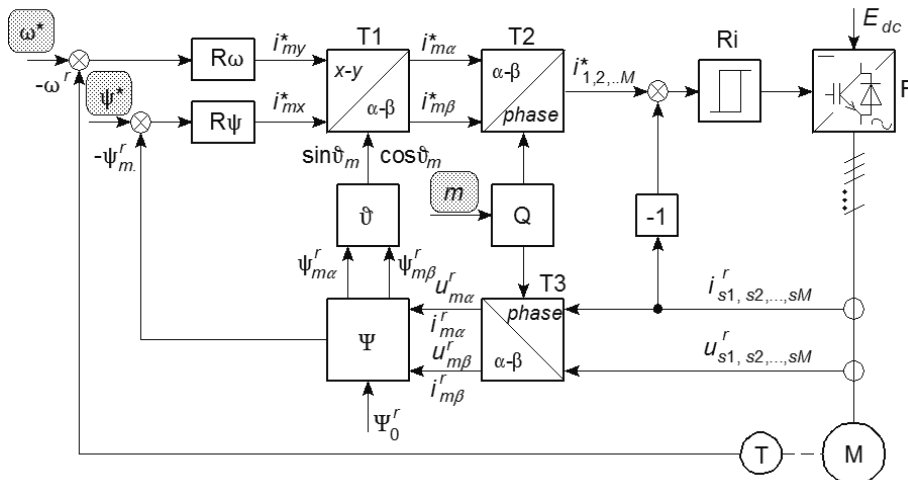 ω*
-ω^r
ψ*
-ψ^r_m.
Rω
Rψ
i*_my
i*_mx
T1
x-y
α-β
i*_mα
i*_mβ
T2
α-β
phase
i*_1,2,..M
Ri
E_dc
F
sinϑ_m
cosϑ_m
ϑ
m
Q
-1
ψ^r_mα
ψ^r_mβ
Ψ
u^r_mα
i^r_mα
u^r_mβ
i^r_mβ
T3
phase
α-β
i^r_s1, s2,...,sM
u^r_s1, s2,...,sM
Ψ^r_0
T
M